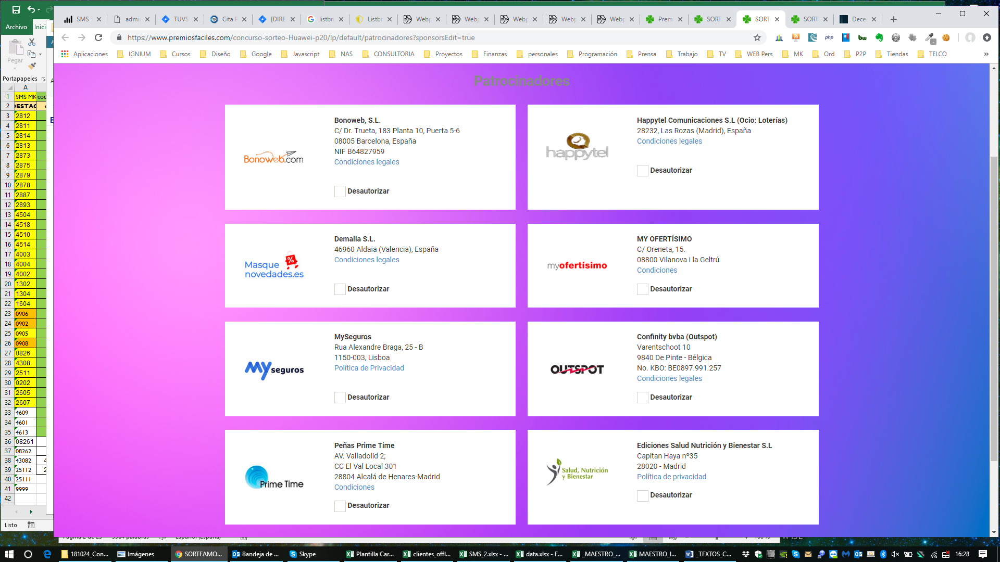 SMS T
admi
TUVS
Cita P
[DIRE
listbr
Listbr
Webp
Webp
Webp
Webp
Webp
Prem
SORT
SORT
SORT
Dece
Archivo
Inici
https://www.premiosfaciles.com/concurso-sorteo-Huawei-p20/lp/default/patrocinadores?sponsorsEdit=true
Aplicaciones
IGNIUM
Cursos
Diseño
Google
Javascript
NAS
CONSULTORIA
Proyectos
Finanzas
personales
Programación
Prensa
Trabajo
TV
WEB Pers
MK
Ord
P2P
Tiendas
TELCO
»
Pegar
Portapapeles
A
1 SMS MK
2 DESTAC
3 2812
4 2811
5 2814
6 2813
7 2873
8 2875
9 2879
10 2878
11 2887
12 2893
13 4504
14 4518
15 4510
16 4514
17 4003
18 4004
19 4002
20 1302
21 1304
22 1604
23 0906
24 0902
25 0905
26 0908
27 0826
28 4308
29 2511
30 0202
31 2605
32 2607
33 4609
34 4601
35 4613
36 08261
37 08262
38 43082 4
39 25112 2
40 25111
41 9999
42
Listo
Patrocinadores
Bonoweb.com
Bonoweb, S.L.
C/ Dr. Trueta, 183 Planta 10, Puerta 5-6
08005 Barcelona, España
NIF B64827959
Condiciones legales
Desautorizar
happytel
Happytel Comunicaciones S.L (Ocio: Loterías)
28232, Las Rozas (Madrid), España
Condiciones legales
Desautorizar
Masque
novedades.es
Demalia S.L.
46960 Aldaia (Valencia), España
Condiciones legales
Desautorizar
myofertísimo
MY OFERTÍSIMO
C/ Oreneta, 15.
08800 Vilanova i la Geltrú
Condiciones
Desautorizar
MY seguros
MySeguros
Rua Alexandre Braga, 25 - B
1150-003, Lisboa
Política de Privacidad
Desautorizar
OUTSPOT
Confinity bvba (Outspot)
Varentschoot 10
9840 De Pinte - Bélgica
No. KBO: BE0897.991.257
Condiciones legales
Desautorizar
Prime Time
Peñas Prime Time
AV. Valladolid 2;
CC El Val Local 301
28804 Alcalá de Henares-Madrid
Condiciones
Desautorizar
Salud, Nutrición
y Bienestar
Ediciones Salud Nutrición y Bienestar S.L
Capitan Haya nº35
28020 - Madrid
Política de privacidad
Desautorizar
181024_Con...
Imágenes
SORTEAMO...
Bandeja de ...
Skype
Plantilla Car...
clientes_offl...
SMS_2.xlsx - ...
data.xlsx - E...
_MAESTRO_...
MAESTRO_I...
_TEXTOS_C...
16:28